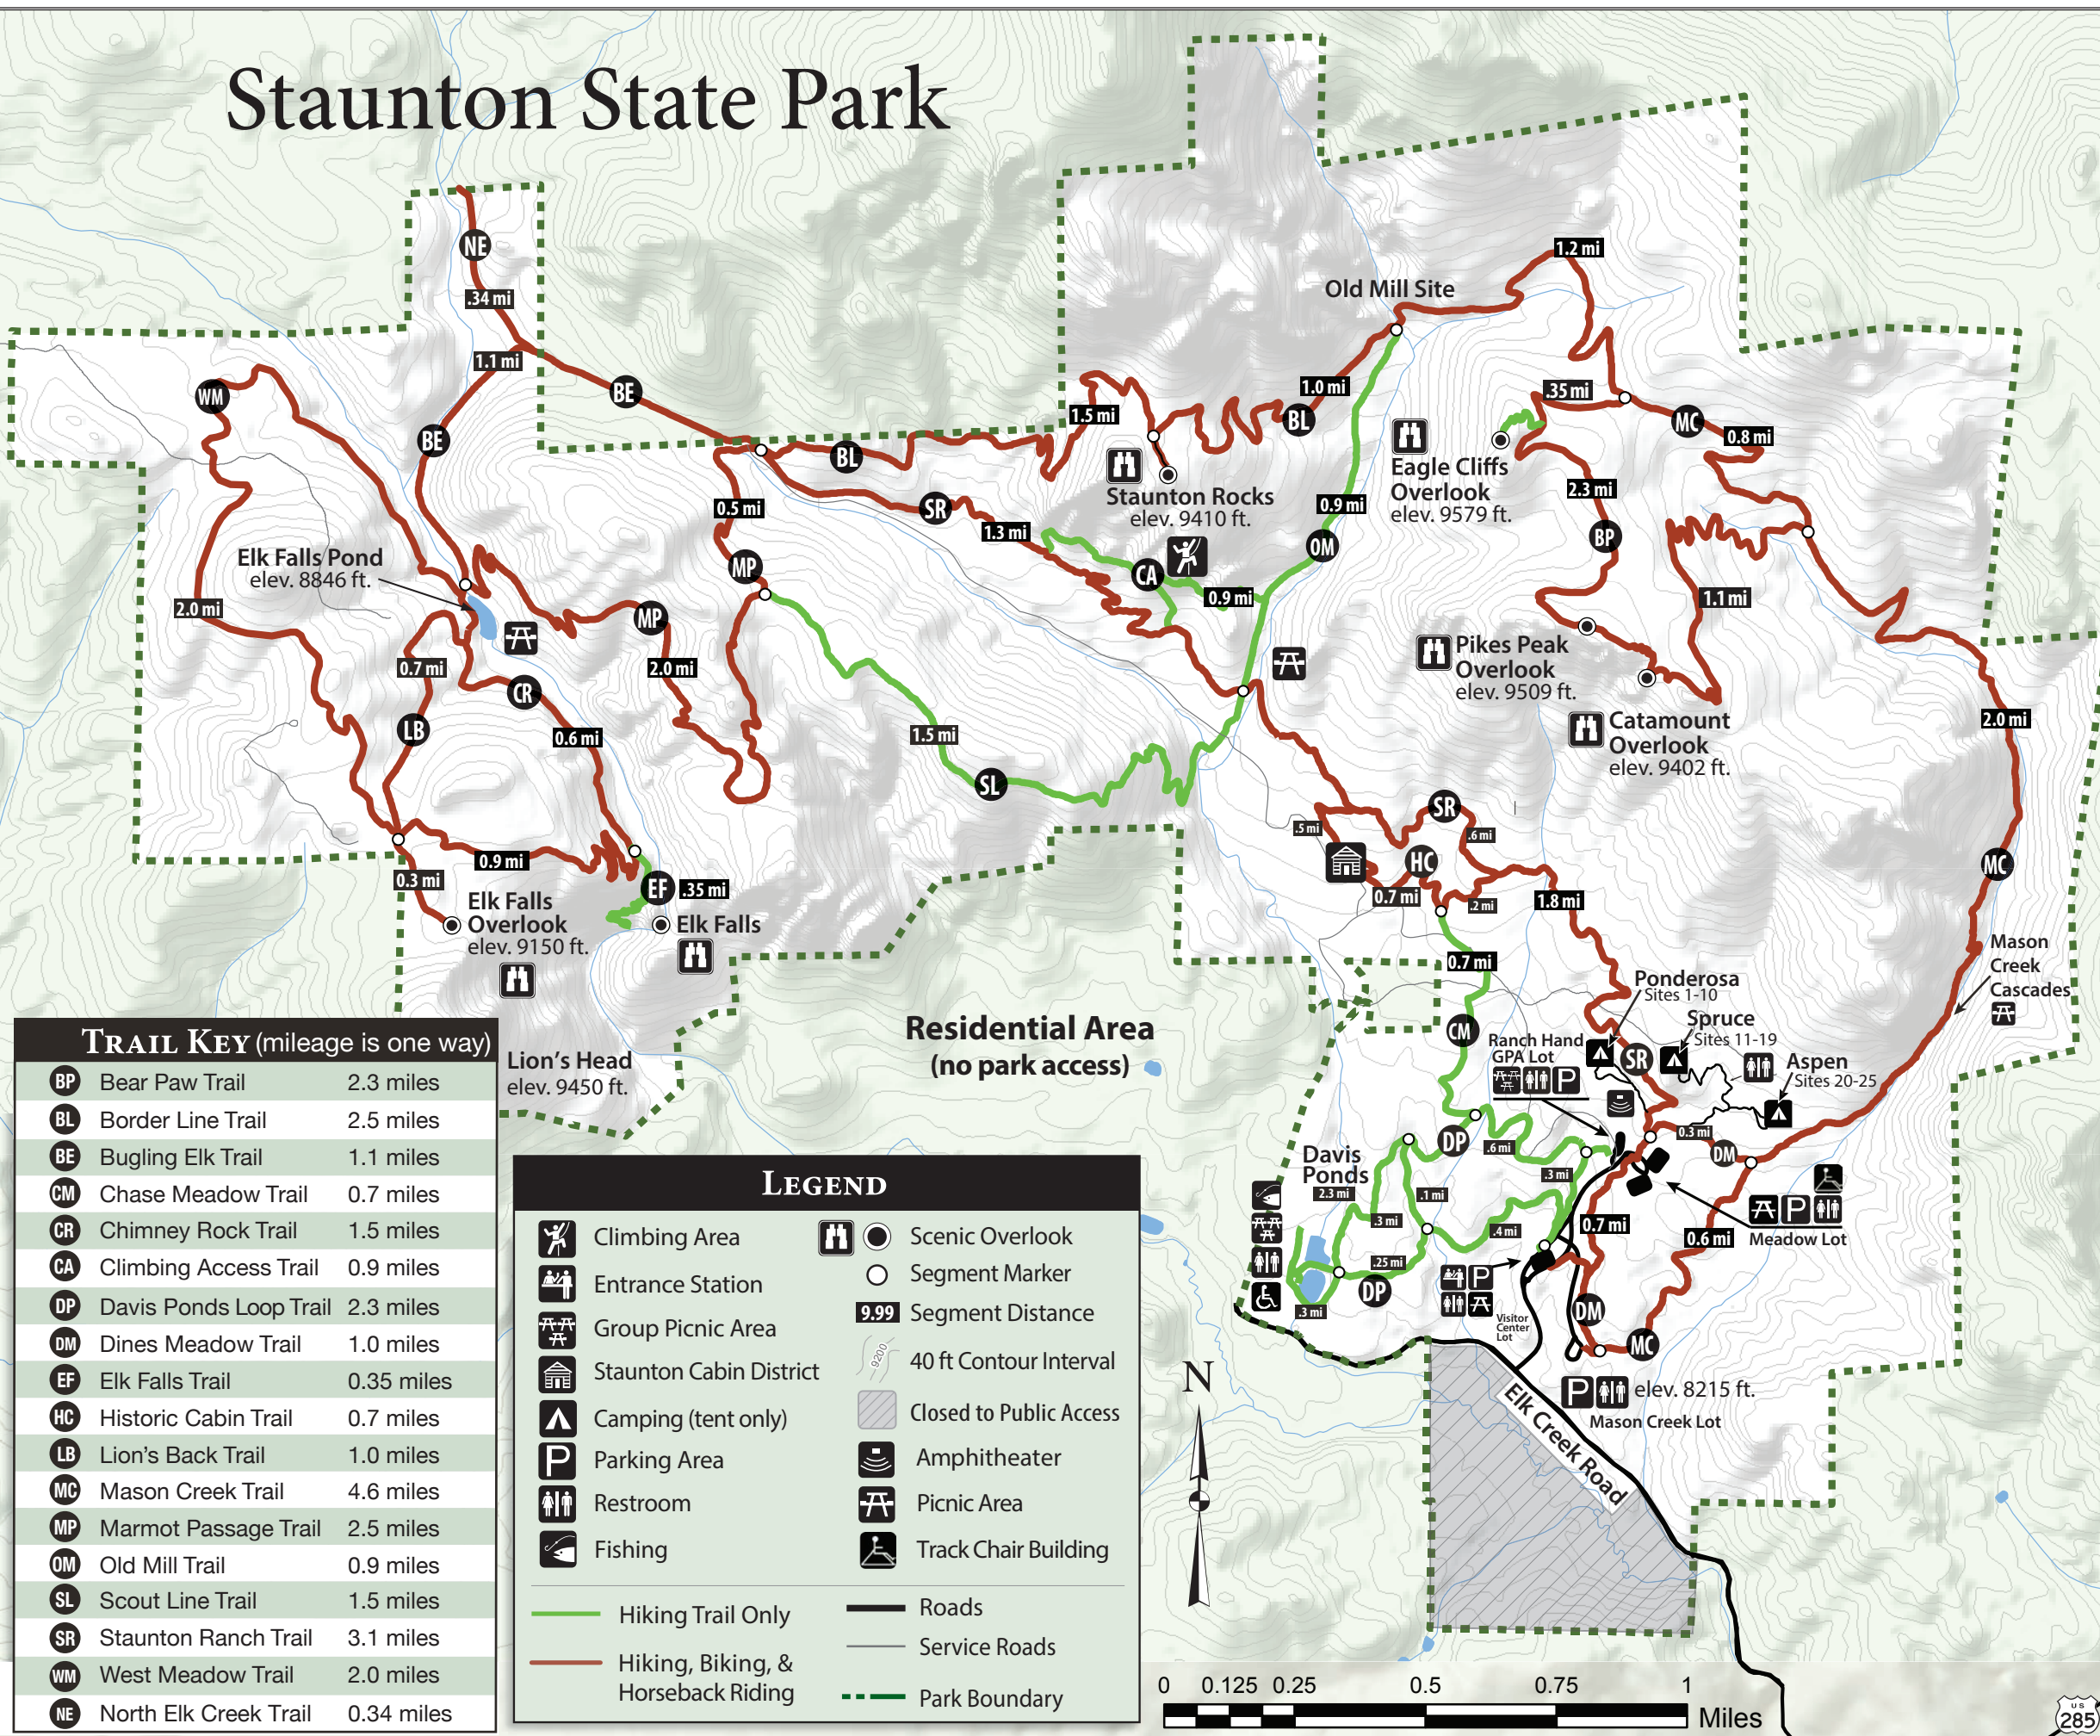 Staunton State Park
NE
.34 mi
1.1 mi
BE
BE
WM
2.0 mi
Elk Falls Pond
elev. 8846 ft.
0.7 mi
LB
CR
0.6 mi
0.9 mi
0.3 mi
EF
.35 mi
Elk Falls
Overlook
elev. 9150 ft.
Elk Falls
Lion's Head
elev. 9450 ft.
MP
2.0 mi
0.5 mi
MP
BL
SR
1.3 mi
1.5 mi
SL
1.5 mi
Staunton Rocks
elev. 9410 ft.
CA
0.9 mi
BL
1.0 mi
Old Mill Site
1.2 mi
0.9 mi
OM
Eagle Cliffs
Overlook
elev. 9579 ft.
.35 mi
MC
0.8 mi
2.3 mi
BP
1.1 mi
Pikes Peak
Overlook
elev. 9509 ft.
Catamount
Overlook
elev. 9402 ft.
2.0 mi
MC
Mason
Creek
Cascades
SR
.5 mi
.6 mi
HC
0.7 mi
.2 mi
1.8 mi
0.7 mi
CM
Ponderosa
Sites 1-10
Spruce
Sites 11-19
Aspen
Sites 20-25
Ranch Hand
GPA Lot
P
SR
0.3 mi
DM
Residential Area
(no park access)
Davis
Ponds
2.3 mi
DP
.6 mi
.3 mi
.1 mi
.3 mi
.4 mi
.25 mi
DP
.3 mi
0.7 mi
0.6 mi
P
Meadow Lot
P
Visitor
Center
Lot
DM
MC
P
elev. 8215 ft.
Mason Creek Lot
Elk Creek Road
N
TRAIL KEY (mileage is one way)
BP Bear Paw Trail 2.3 miles
BL Border Line Trail 2.5 miles
BE Bugling Elk Trail 1.1 miles
CM Chase Meadow Trail 0.7 miles
CR Chimney Rock Trail 1.5 miles
CA Climbing Access Trail 0.9 miles
DP Davis Ponds Loop Trail 2.3 miles
DM Dines Meadow Trail 1.0 miles
EF Elk Falls Trail 0.35 miles
HC Historic Cabin Trail 0.7 miles
LB Lion's Back Trail 1.0 miles
MC Mason Creek Trail 4.6 miles
MP Marmot Passage Trail 2.5 miles
OM Old Mill Trail 0.9 miles
SL Scout Line Trail 1.5 miles
SR Staunton Ranch Trail 3.1 miles
WM West Meadow Trail 2.0 miles
NE North Elk Creek Trail 0.34 miles
LEGEND
Climbing Area
Entrance Station
Group Picnic Area
Staunton Cabin District
Camping (tent only)
P Parking Area
Restroom
Fishing
Scenic Overlook
Segment Marker
9.99 Segment Distance
9200 40 ft Contour Interval
Closed to Public Access
Amphitheater
Picnic Area
Track Chair Building
Hiking Trail Only
Hiking, Biking, &
Horseback Riding
Roads
Service Roads
Park Boundary
0 0.125 0.25 0.5 0.75 1
Miles
US
285